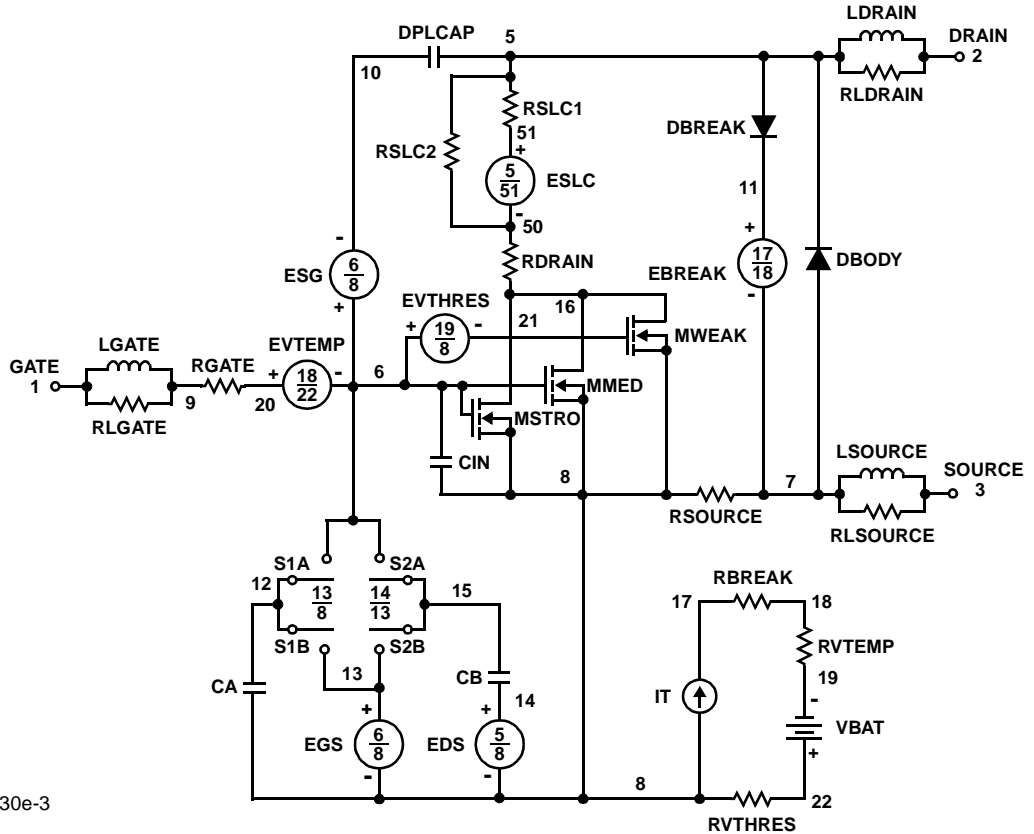 LDRAIN
DPLCAP 5 DRAIN
10 2
RLDRAIN
RSLC1
DBREAK
51
+
RSLC2
5
51
ESLC
11
-
50
+
-
17
18
RDRAIN
EBREAK
DBODY
6
8
ESG
-
EVTHRES
16
+
21
+ 19
8 -
MWEAK
LGATE
EVTEMP
GATE
RGATE
6
1
+ 18
22 -
MMED
9
20
MSTRO
RLGATE
LSOURCE
CIN
8 7 SOURCE
3
RSOURCE
RLSOURCE
S1A S2A
12
13
8
14
13
15
RBREAK
17 18
S1B S2B
RVTEMP
13
CB
19
CA
14
IT
-
+ +
VBAT
EGS 6
8
EDS 5
8
+
- -
8
22
30e-3
RVTHRES